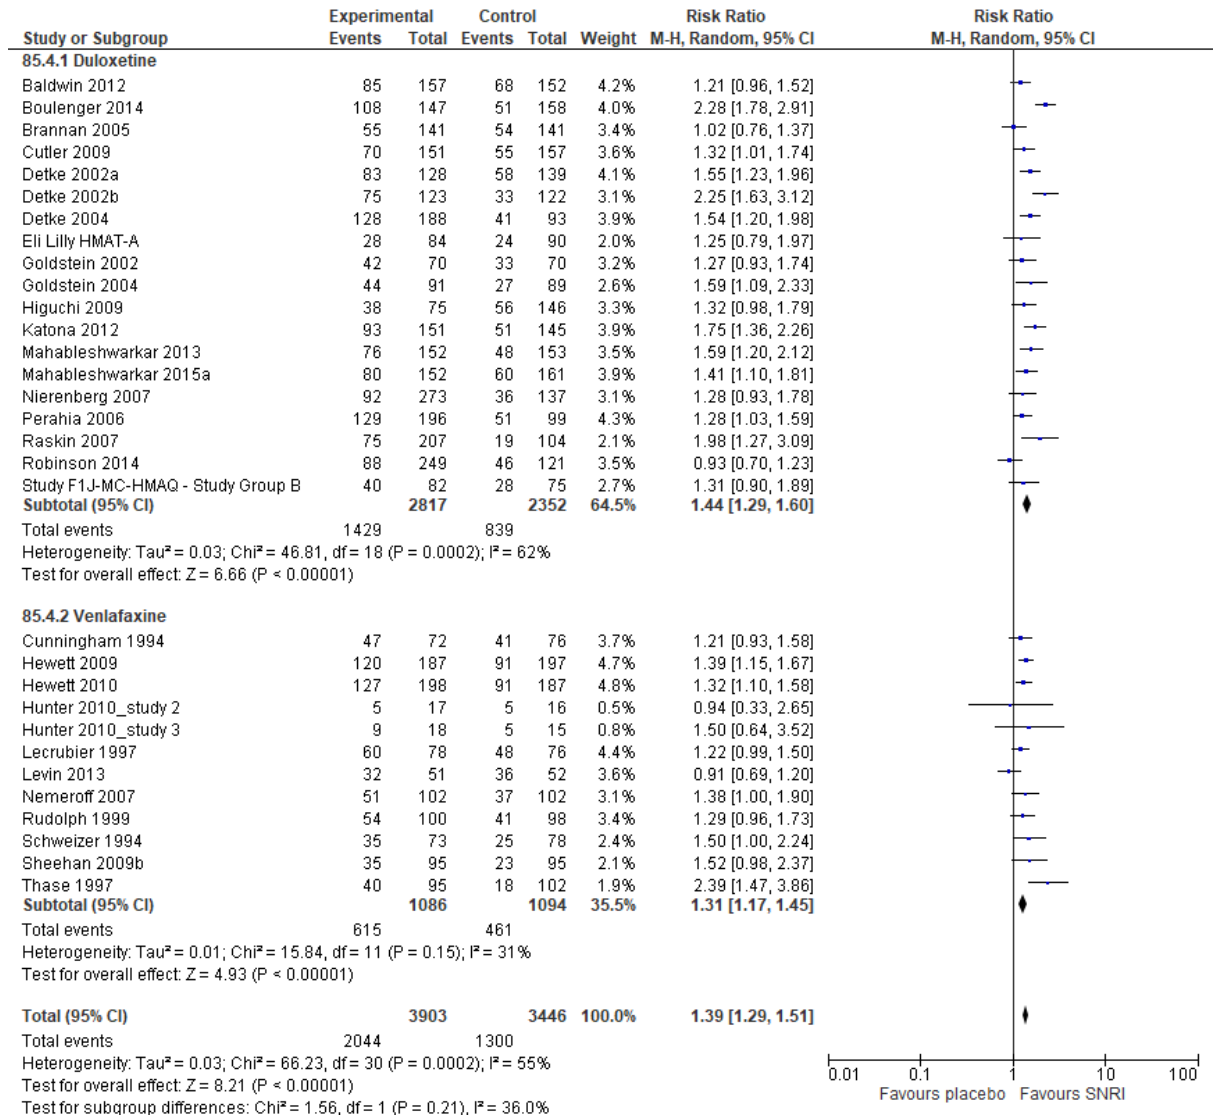 Experimental Control Risk Ratio Risk Ratio
Study or Subgroup Events Total Events Total Weight M-H, Random, 95% CI M-H, Random, 95% CI
85.4.1 Duloxetine
Baldwin 2012 85 157 68 152 4.2% 1.21 [0.96, 1.52]
Boulenger 2014 108 147 51 158 4.0% 2.28 [1.78, 2.91]
Brannan 2005 55 141 54 141 3.4% 1.02 [0.76, 1.37]
Cutler 2009 70 151 55 157 3.6% 1.32 [1.01, 1.74]
Detke 2002a 83 128 58 139 4.1% 1.55 [1.23, 1.96]
Detke 2002b 75 123 33 122 3.1% 2.25 [1.63, 3.12]
Detke 2004 128 188 41 93 3.9% 1.54 [1.20, 1.98]
Eli Lilly HMAT-A 28 84 24 90 2.0% 1.25 [0.79, 1.97]
Goldstein 2002 42 70 33 70 3.2% 1.27 [0.93, 1.74]
Goldstein 2004 44 91 27 89 2.6% 1.59 [1.09, 2.33]
Higuchi 2009 38 75 56 146 3.3% 1.32 [0.98, 1.79]
Katona 2012 93 151 51 145 3.9% 1.75 [1.36, 2.26]
Mahableshwarkar 2013 76 152 48 153 3.5% 1.59 [1.20, 2.12]
Mahableshwarkar 2015a 80 152 60 161 3.9% 1.41 [1.10, 1.81]
Nierenberg 2007 92 273 36 137 2.9% 1.28 [0.93, 1.78]
Perahia 2006 129 196 51 99 4.3% 1.28 [1.03, 1.59]
Raskin 2007 75 207 19 104 2.1% 1.98 [1.27, 3.09]
Robinson 2014 88 249 46 121 3.5% 0.93 [0.70, 1.23]
Study F1J-MC-HMAQ - Study Group B 40 82 28 75 2.7% 1.31 [0.90, 1.89]
Subtotal (95% CI) 2817 2352 64.5% 1.44 [1.29, 1.60]
Total events 1429 839
Heterogeneity: Tau² = 0.03; Chi² = 46.81, df = 18 (P = 0.0002); I² = 62%
Test for overall effect: Z = 6.66 (P < 0.00001)
85.4.2 Venlafaxine
Cunningham 1994 47 72 41 76 3.7% 1.21 [0.93, 1.58]
Hewett 2009 120 187 91 197 4.7% 1.39 [1.15, 1.67]
Hewett 2010 127 198 91 187 4.8% 1.32 [1.10, 1.58]
Hunter 2010_study 2 5 17 5 16 0.5% 0.94 [0.33, 2.65]
Hunter 2010_study 3 9 18 5 15 0.8% 1.50 [0.64, 3.52]
Lecrubier 1997 60 78 48 76 4.4% 1.22 [0.99, 1.50]
Levin 2013 32 51 36 52 3.6% 0.91 [0.69, 1.20]
Nemeroff 2007 51 102 37 102 3.1% 1.38 [1.00, 1.90]
Rudolph 1999 54 100 41 98 3.4% 1.29 [0.96, 1.73]
Schweizer 1994 35 73 25 78 2.4% 1.50 [1.00, 2.24]
Sheehan 2009b 35 95 23 95 2.1% 1.52 [0.98, 2.37]
Thase 1997 40 95 18 102 1.9% 2.39 [1.47, 3.86]
Subtotal (95% CI) 1086 1094 35.5% 1.31 [1.17, 1.45]
Total events 615 461
Heterogeneity: Tau² = 0.01; Chi² = 15.84, df = 11 (P = 0.15); I² = 31%
Test for overall effect: Z = 4.93 (P < 0.00001)
Total (95% CI) 3903 3446 100.0% 1.39 [1.29, 1.51]
Total events 2044 1300
Heterogeneity: Tau² = 0.03; Chi² = 66.23, df = 30 (P = 0.0002); I² = 55%
Test for overall effect: Z = 8.21 (P < 0.00001)
Test for subgroup differences: Chi² = 1.56, df = 1 (P = 0.21), I² = 36.0%
0.01 0.1 1 10 100
Favours placebo Favours SNRI